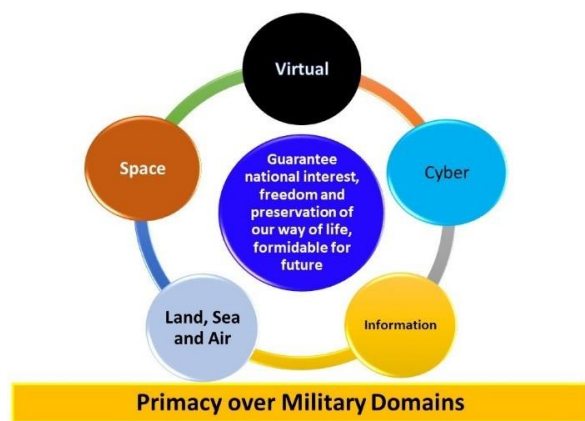 Virtual
Space
Cyber
Guarantee
national interest,
freedom and
preservation of
our way of life,
formidable for
future
Land, Sea
and Air
Information
Primacy over Military Domains